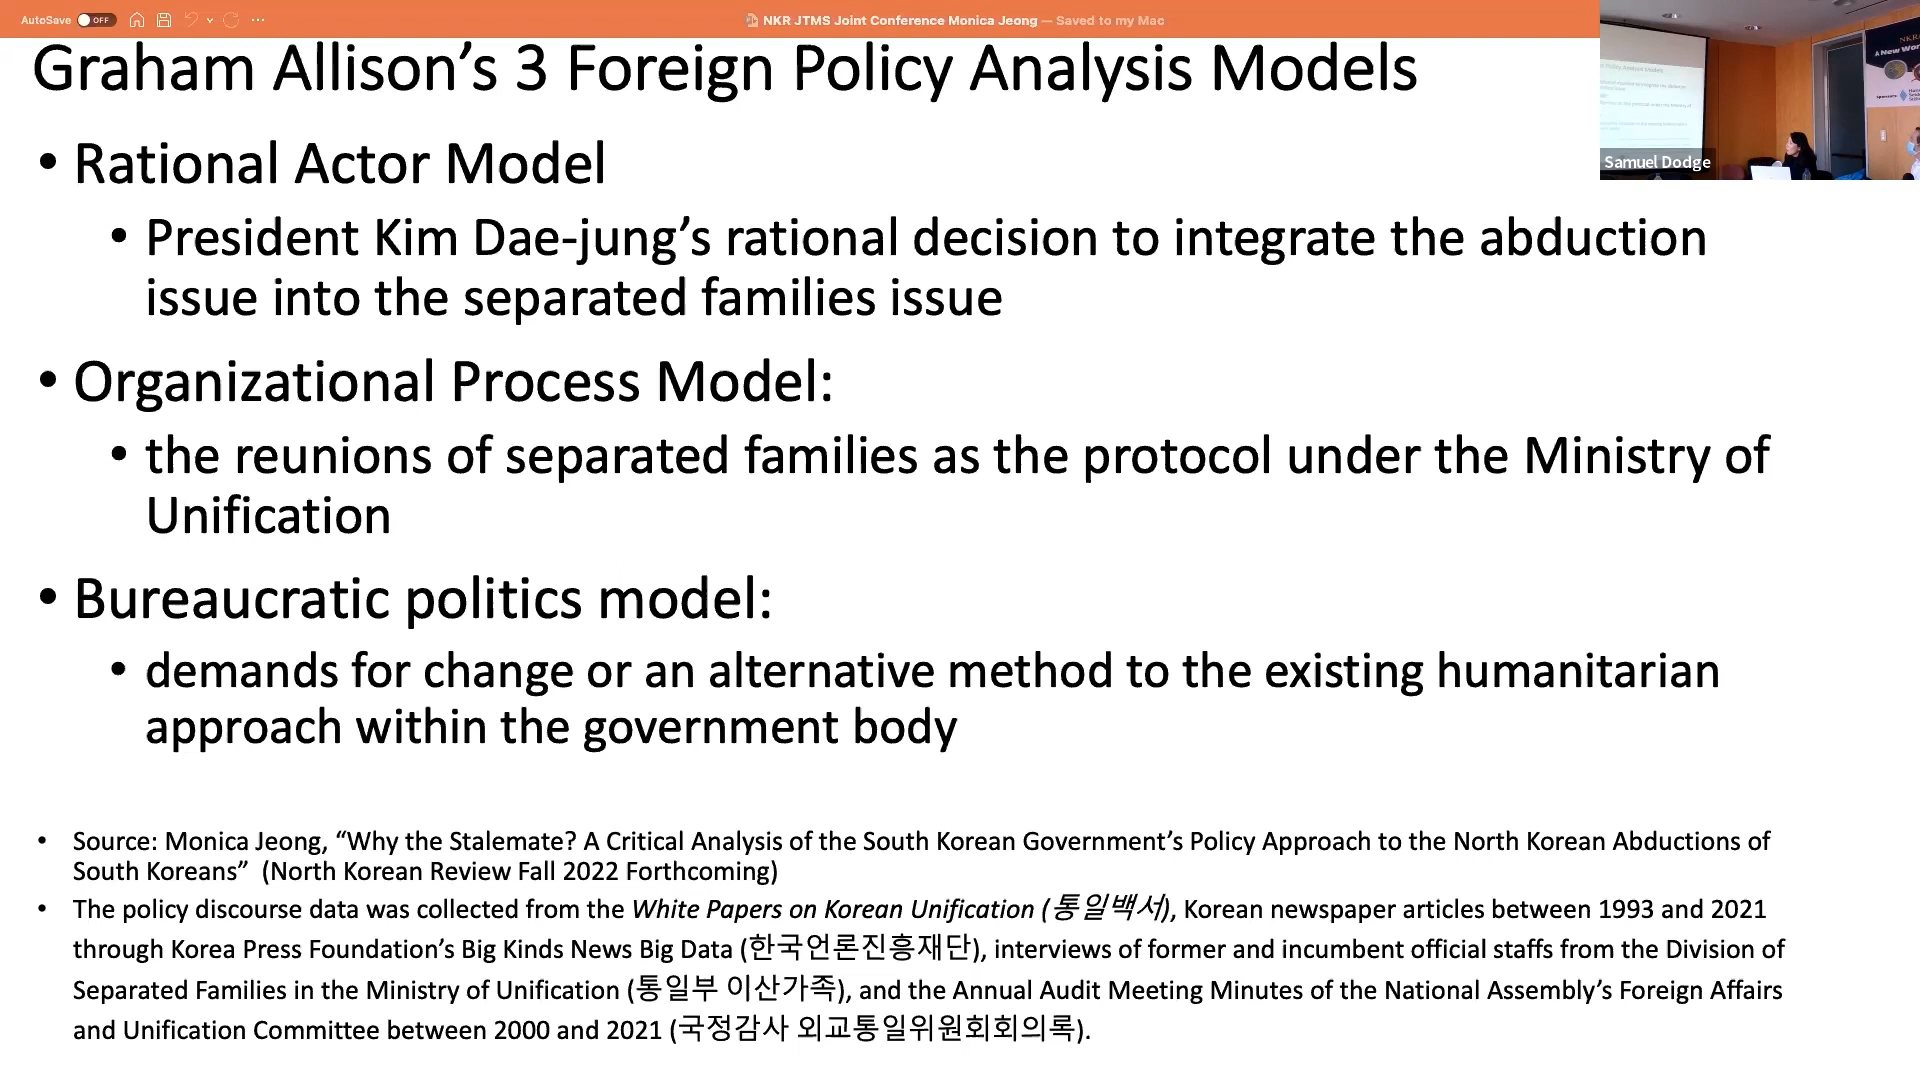 AutoSave OFF
NKR JTMS Joint Conference Monica Jeong — Saved to my Mac
Graham Allison’s 3 Foreign Policy Analysis Models
Samuel Dodge
• Rational Actor Model
• President Kim Dae-jung’s rational decision to integrate the abduction
issue into the separated families issue
• Organizational Process Model:
• the reunions of separated families as the protocol under the Ministry of
Unification
• Bureaucratic politics model:
• demands for change or an alternative method to the existing humanitarian
approach within the government body
• Source: Monica Jeong, “Why the Stalemate? A Critical Analysis of the South Korean Government’s Policy Approach to the North Korean Abductions of
South Koreans” (North Korean Review Fall 2022 Forthcoming)
• The policy discourse data was collected from the White Papers on Korean Unification (통일백서), Korean newspaper articles between 1993 and 2021
through Korea Press Foundation’s Big Kinds News Big Data (한국언론진흥재단), interviews of former and incumbent official staffs from the Division of
Separated Families in the Ministry of Unification (통일부 이산가족), and the Annual Audit Meeting Minutes of the National Assembly’s Foreign Affairs
and Unification Committee between 2000 and 2021 (국정감사 외교통일위원회회의록).